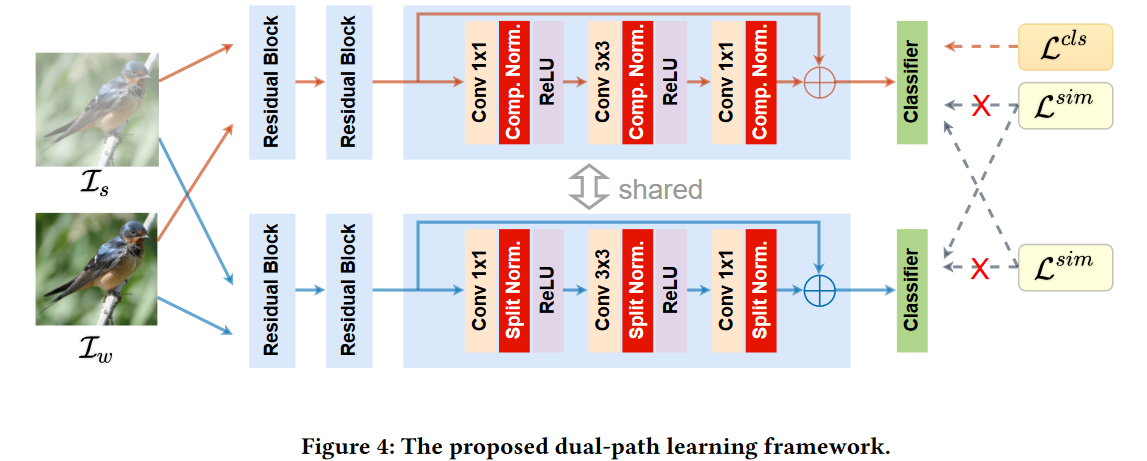 Residual Block
Residual Block
Conv 1x1
Comp. Norm.
ReLU
Conv 3x3
Comp. Norm.
ReLU
Conv 1x1
Comp. Norm.
Classifier
ℒ^{cls}
X
ℒ^{sim}
ℐ_s
shared
ℐ_w
Residual Block
Residual Block
Conv 1x1
Split Norm.
ReLU
Conv 3x3
Split Norm.
ReLU
Conv 1x1
Split Norm.
Classifier
X
ℒ^{sim}
Figure 4: The proposed dual-path learning framework.